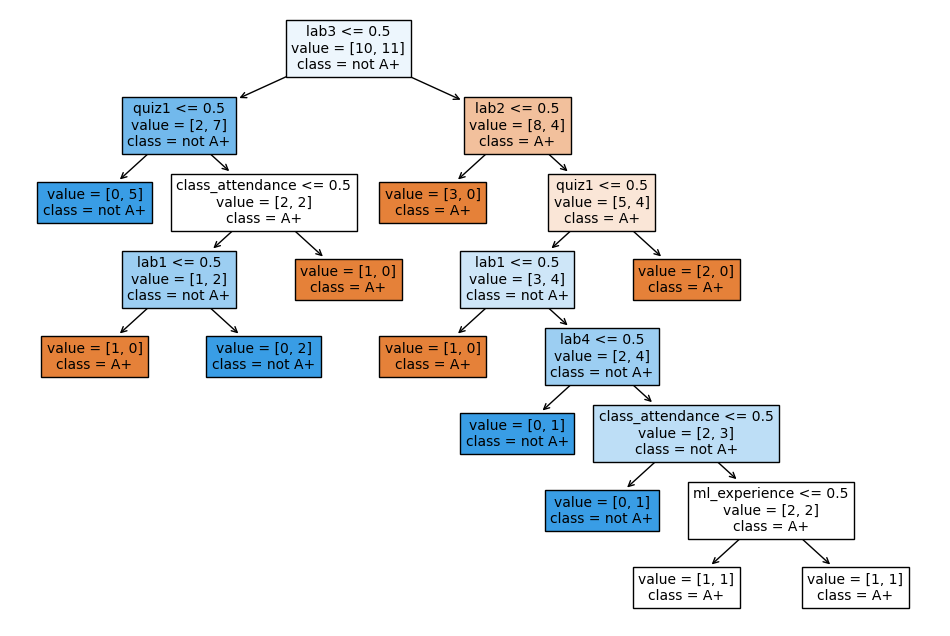 lab3 <= 0.5
value = [10, 11]
class = not A+
quiz1 <= 0.5
value = [2, 7]
class = not A+
lab2 <= 0.5
value = [8, 4]
class = A+
value = [0, 5]
class = not A+
class_attendance <= 0.5
value = [2, 2]
class = A+
value = [3, 0]
class = A+
quiz1 <= 0.5
value = [5, 4]
class = A+
lab1 <= 0.5
value = [1, 2]
class = not A+
value = [1, 0]
class = A+
lab1 <= 0.5
value = [3, 4]
class = not A+
value = [2, 0]
class = A+
value = [1, 0]
class = A+
value = [0, 2]
class = not A+
value = [1, 0]
class = A+
lab4 <= 0.5
value = [2, 4]
class = not A+
value = [0, 1]
class = not A+
class_attendance <= 0.5
value = [2, 3]
class = not A+
value = [0, 1]
class = not A+
ml_experience <= 0.5
value = [2, 2]
class = A+
value = [1, 1]
class = A+
value = [1, 1]
class = A+